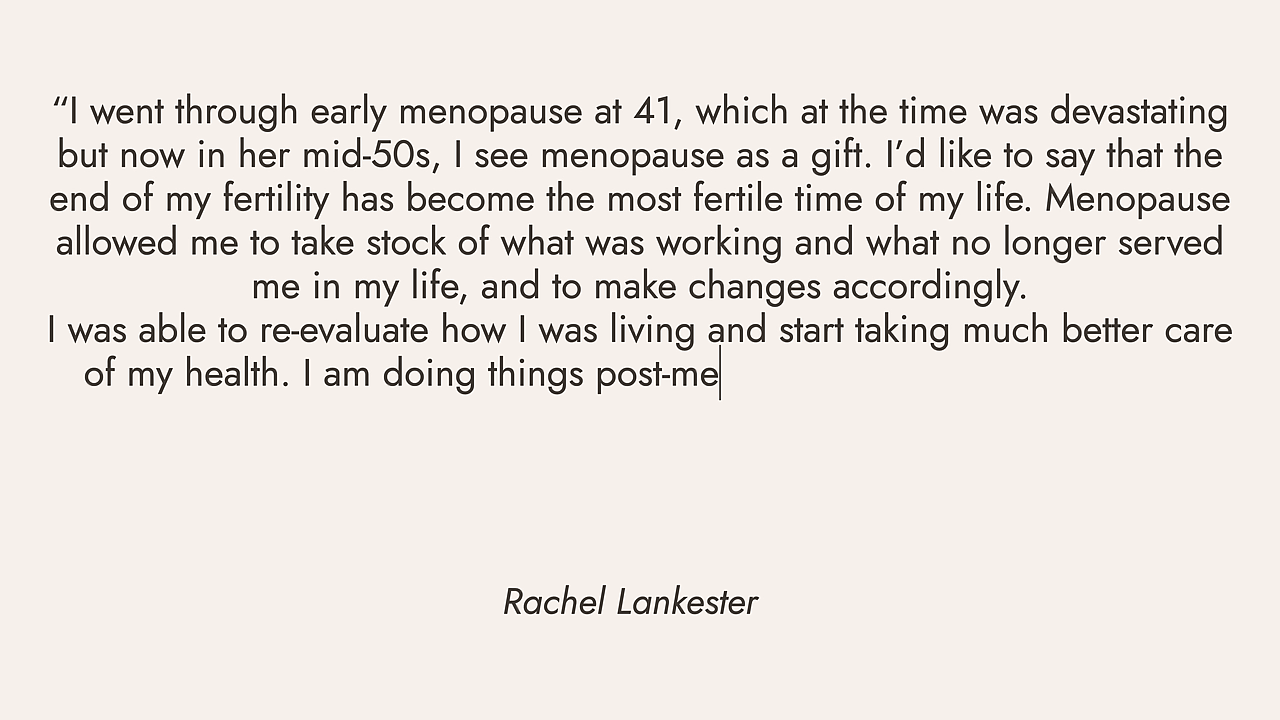 “I went through early menopause at 41, which at the time was devastating
but now in her mid-50s, I see menopause as a gift. I’d like to say that the
end of my fertility has become the most fertile time of my life. Menopause
allowed me to take stock of what was working and what no longer served
me in my life, and to make changes accordingly.
I was able to re-evaluate how I was living and start taking much better care
of my health. I am doing things post-me
Rachel Lankester